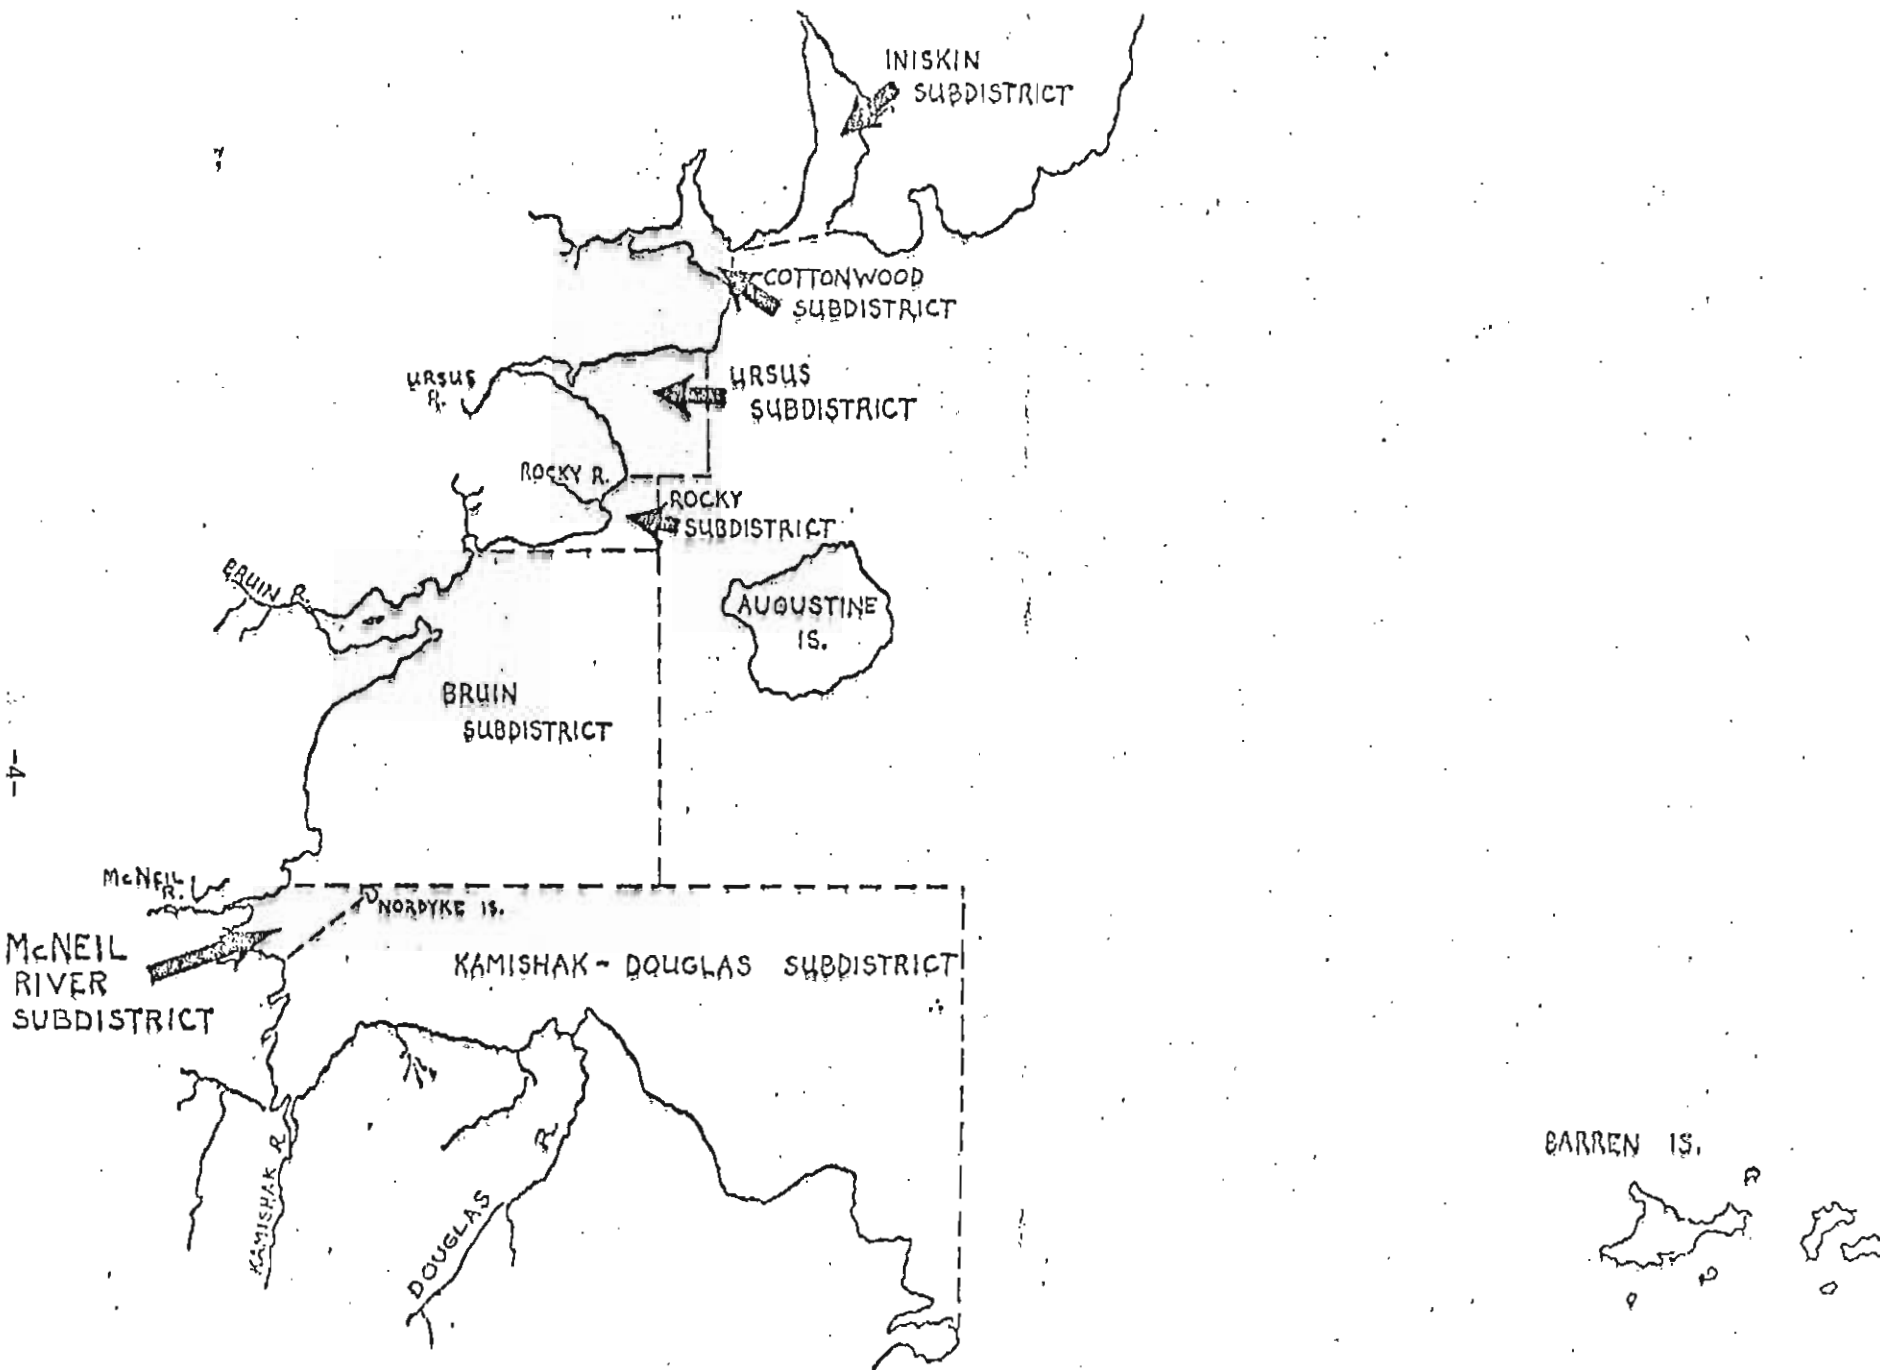 INISKIN
SUBDISTRICT
COTTONWOOD
SUBDISTRICT
URSUS
R.
URSUS
SUBDISTRICT
ROCKY R.
ROCKY
SUBDISTRICT
BRUIN R.
AUGUSTINE
IS.
BRUIN
SUBDISTRICT
-4-
McNEIL
R.
NORDYKE IS.
McNEIL
RIVER
SUBDISTRICT
KAMISHAK - DOUGLAS SUBDISTRICT
KAMISHAK R.
DOUGLAS R.
BARREN IS.